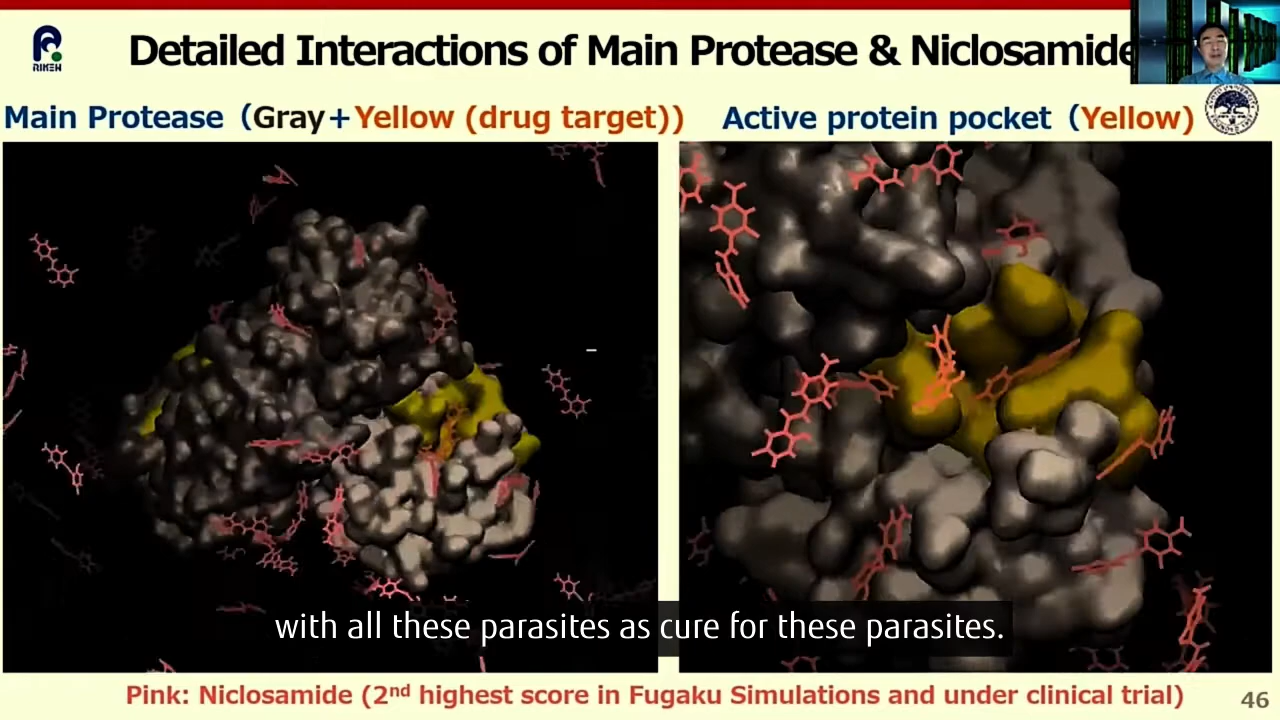 Detailed Interactions of Main Protease & Niclosamide
RIKEN
Main Protease (Gray+Yellow (drug target))
Active protein pocket (Yellow)
with all these parasites as cure for these parasites.
Pink: Niclosamide (2nd highest score in Fugaku Simulations and under clinical trial)
46